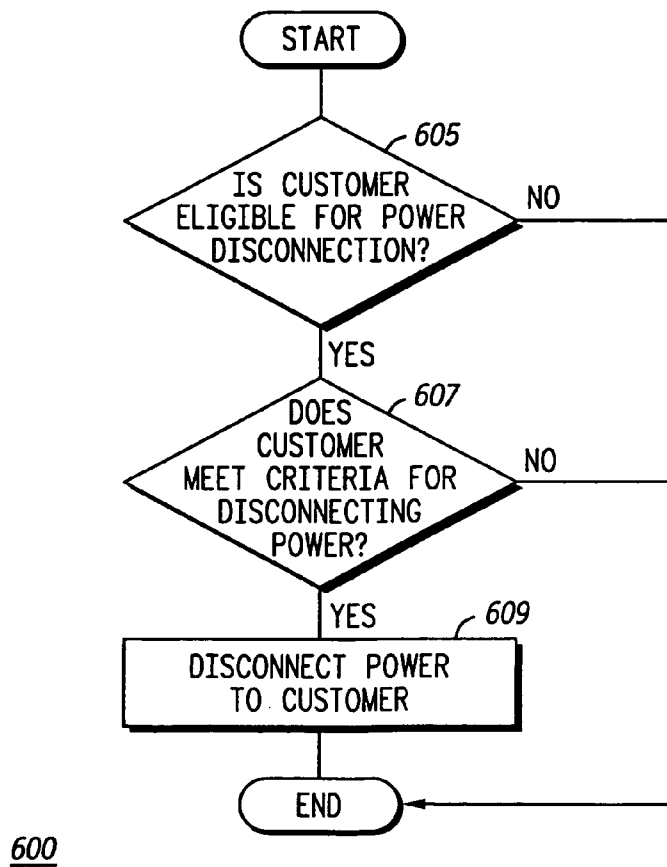 START
605
IS CUSTOMER
ELIGIBLE FOR POWER
DISCONNECTION?
NO
YES
607
DOES
CUSTOMER
MEET CRITERIA FOR
DISCONNECTING
POWER?
NO
YES
609
DISCONNECT POWER
TO CUSTOMER
END
600